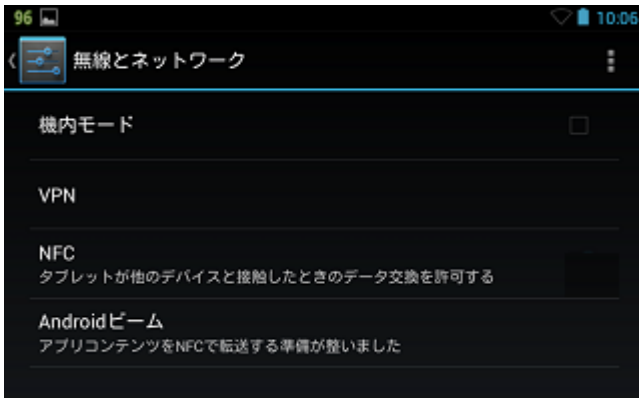 96 10:06
無線とネットワーク
機内モード
VPN
NFC
タブレットが他のデバイスと接触したときのデータ交換を許可する
Androidビーム
アプリコンテンツをNFCで転送する準備が整いました